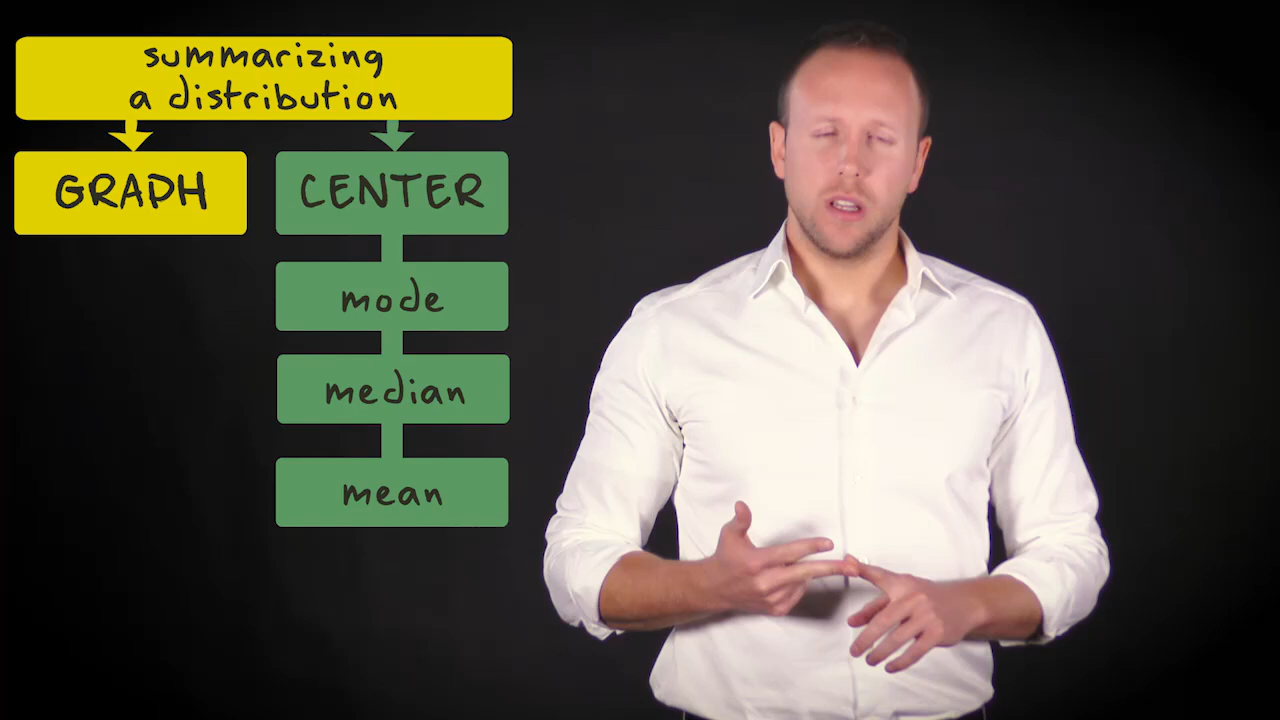 summarizing
a distribution
GRAPH
CENTER
mode
median
mean